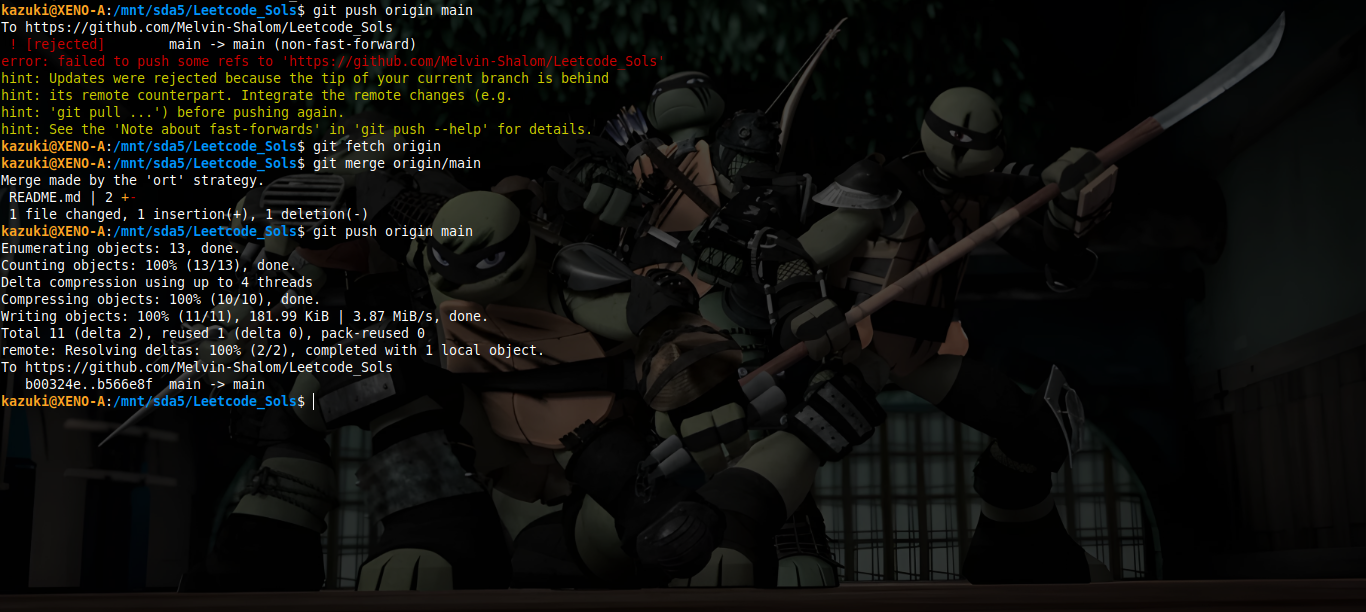 kazuki@XENO-A:/mnt/sda5/Leetcode_Sols$ git push origin main
To https://github.com/Melvin-Shalom/Leetcode_Sols
 ! [rejected]        main -> main (non-fast-forward)
error: failed to push some refs to 'https://github.com/Melvin-Shalom/Leetcode_Sols'
hint: Updates were rejected because the tip of your current branch is behind
hint: its remote counterpart. Integrate the remote changes (e.g.
hint: 'git pull ...') before pushing again.
hint: See the 'Note about fast-forwards' in 'git push --help' for details.
kazuki@XENO-A:/mnt/sda5/Leetcode_Sols$ git fetch origin
kazuki@XENO-A:/mnt/sda5/Leetcode_Sols$ git merge origin/main
Merge made by the 'ort' strategy.
 README.md | 2 +-
 1 file changed, 1 insertion(+), 1 deletion(-)
kazuki@XENO-A:/mnt/sda5/Leetcode_Sols$ git push origin main
Enumerating objects: 13, done.
Counting objects: 100% (13/13), done.
Delta compression using up to 4 threads
Compressing objects: 100% (10/10), done.
Writing objects: 100% (11/11), 181.99 KiB | 3.87 MiB/s, done.
Total 11 (delta 2), reused 1 (delta 0), pack-reused 0
remote: Resolving deltas: 100% (2/2), completed with 1 local object.
To https://github.com/Melvin-Shalom/Leetcode_Sols
   b00324e..b566e8f  main -> main
kazuki@XENO-A:/mnt/sda5/Leetcode_Sols$